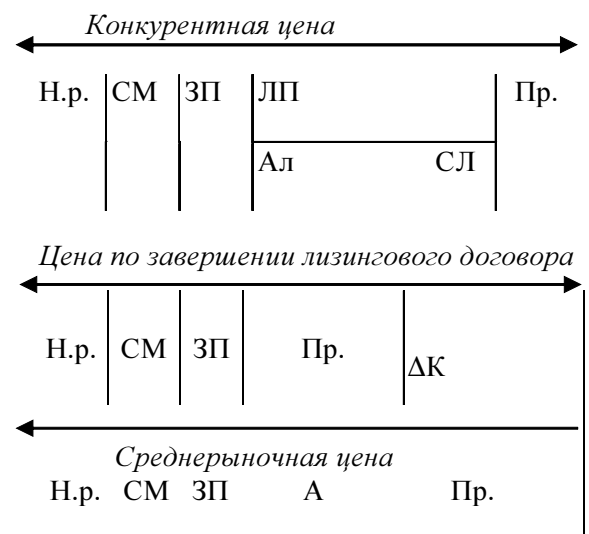 Конкурентная цена
Н.р. СМ ЗП ЛП Пр.
Ал СЛ
Цена по завершении лизингового договора
Н.р. СМ ЗП Пр. ΔК
Среднерыночная цена
Н.р. СМ ЗП А Пр.